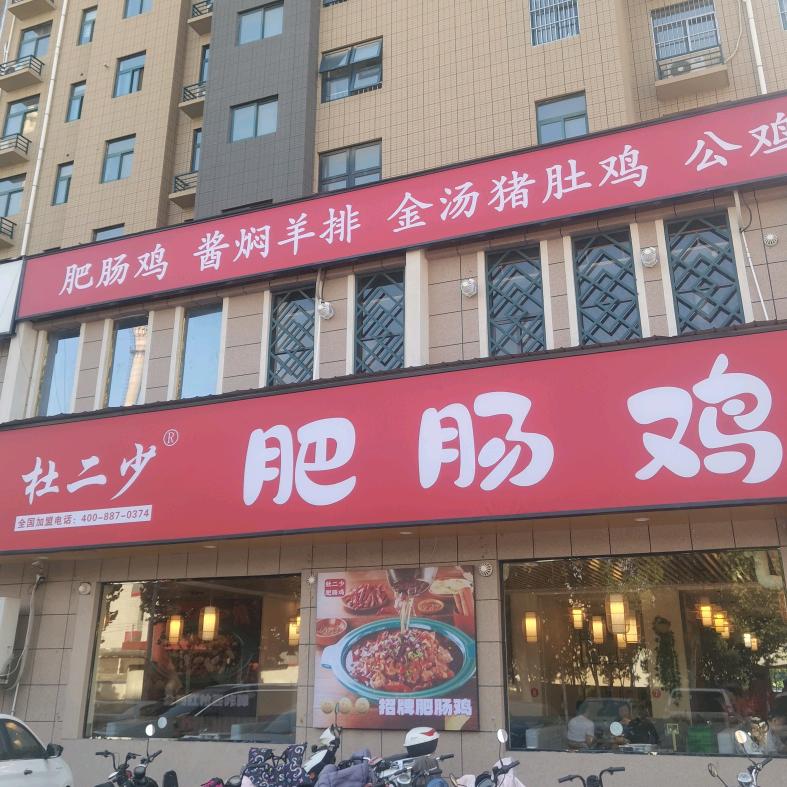 肥肠鸡 酱焖羊排 金汤猪肚鸡 公鸡
杜二少® 肥肠鸡
全国加盟电话：400-887-0374
杜二少
肥肠鸡
招牌肥肠鸡